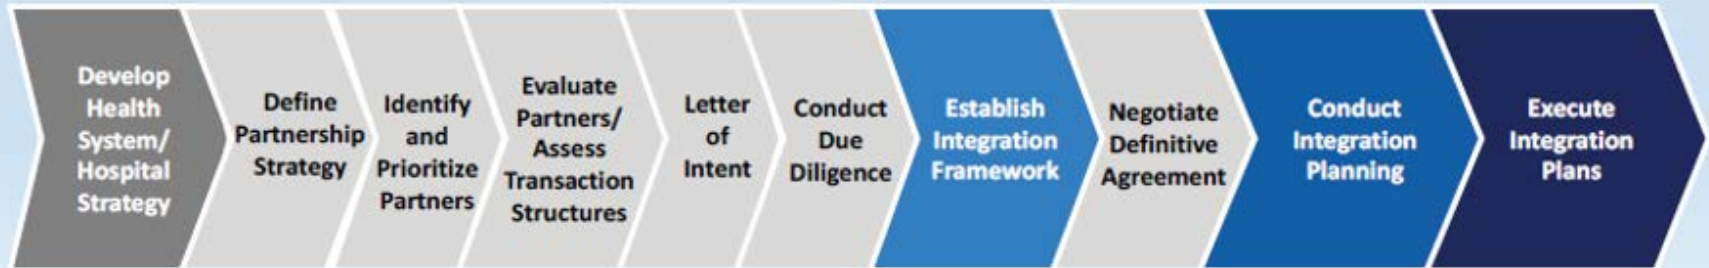 Develop
Health
System/
Hospital
Strategy
Define
Partnership
Strategy
Identify
and
Prioritize
Partners
Evaluate
Partners/
Assess
Transaction
Structures
Letter
of
Intent
Conduct
Due
Diligence
Establish
Integration
Framework
Negotiate
Definitive
Agreement
Conduct
Integration
Planning
Execute
Integration
Plans